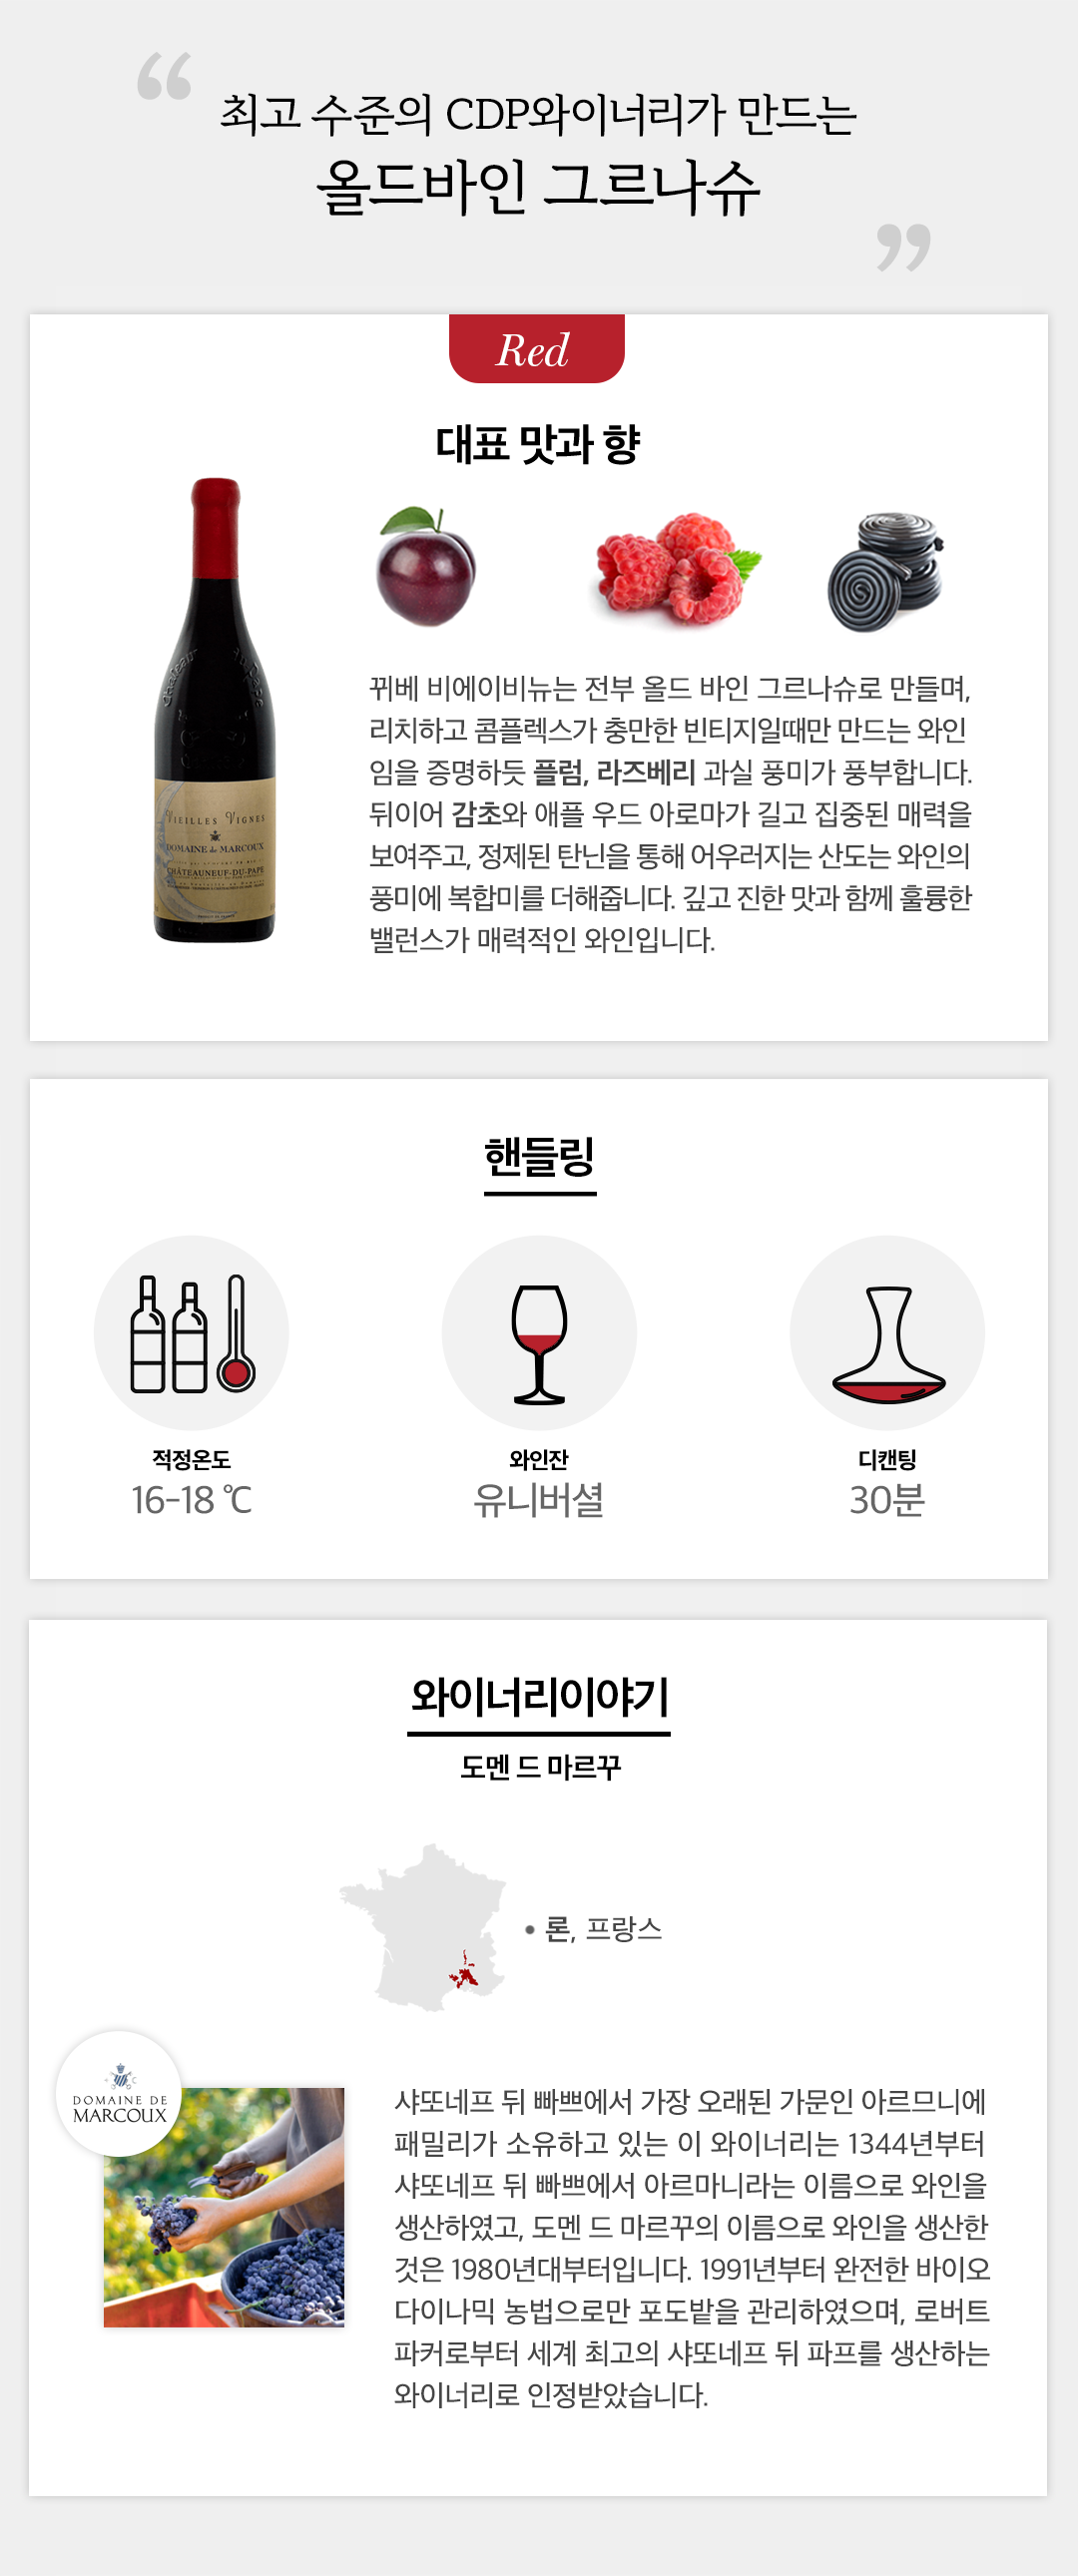 “
최고 수준의 CDP와이너리가 만드는
올드바인 그르나슈
”
Red
대표 맛과 향
VIEILLES VIGNES
DOMAINE de MARCOUX
CHÂTEAUNEUF-DU-PAPE
뀌베 비에이비뉴는 전부 올드 바인 그르나슈로 만들며,
리치하고 콤플렉스가 충만한 빈티지일때만 만드는 와인
임을 증명하듯 플럼, 라즈베리 과실 풍미가 풍부합니다.
뒤이어 감초와 애플 우드 아로마가 길고 집중된 매력을
보여주고, 정제된 탄닌을 통해 어우러지는 산도는 와인의
풍미에 복합미를 더해줍니다. 깊고 진한 맛과 함께 훌륭한
밸런스가 매력적인 와인입니다.
핸들링
적정온도
16-18 ℃
와인잔
유니버셜
디캔팅
30분
와이너리이야기
도멘 드 마르꾸
• 론, 프랑스
DOMAINE DE
MARCOUX
샤또네프 뒤 빠쁘에서 가장 오래된 가문인 아르므니에
패밀리가 소유하고 있는 이 와이너리는 1344년부터
샤또네프 뒤 빠쁘에서 아르마니라는 이름으로 와인을
생산하였고, 도멘 드 마르꾸의 이름으로 와인을 생산한
것은 1980년대부터입니다. 1991년부터 완전한 바이오
다이나믹 농법으로만 포도밭을 관리하였으며, 로버트
파커로부터 세계 최고의 샤또네프 뒤 파프를 생산하는
와이너리로 인정받았습니다.